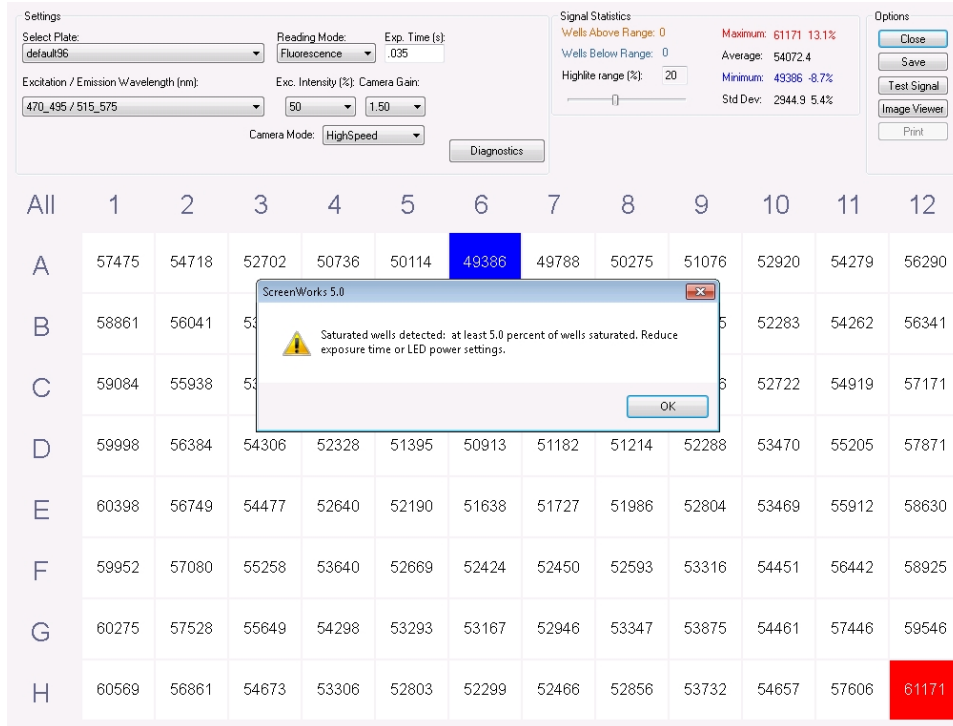 Settings
Select Plate: Reading Mode: Exp. Time (s):
default96 Fluorescence .035
Excitation / Emission Wavelength (nm): Exc. Intensity (%): Camera Gain:
470_495 / 515_575 50 1.50
Camera Mode: HighSpeed
Diagnostics
Signal Statistics
Wells Above Range: 0 Maximum: 61171 13.1%
Wells Below Range: 0 Average: 54072.4
Highlite range (%): 20 Minimum: 49386 -8.7%
Std Dev: 2944.9 5.4%
Options
Close
Save
Test Signal
Image Viewer
Print
All 1 2 3 4 5 6 7 8 9 10 11 12
A 57475 54718 52702 50736 50114 49386 49788 50275 51076 52920 54279 56290
ScreenWorks 5.0
B 58861 56041 52283 54262 56341
Saturated wells detected: at least 5.0 percent of wells saturated. Reduce
exposure time or LED power settings.
C 59084 55938 52722 54919 57171
OK
D 59998 56384 54306 52328 51395 50913 51182 51214 52288 53470 55205 57871
E 60398 56749 54477 52640 52190 51638 51727 51986 52804 53469 55912 58630
F 59952 57080 55258 53640 52669 52424 52450 52593 53316 54451 56442 58925
G 60275 57528 55649 54298 53293 53167 52946 53347 53875 54461 57446 59546
H 60569 56861 54673 53306 52803 52299 52466 52856 53732 54657 57606 61171